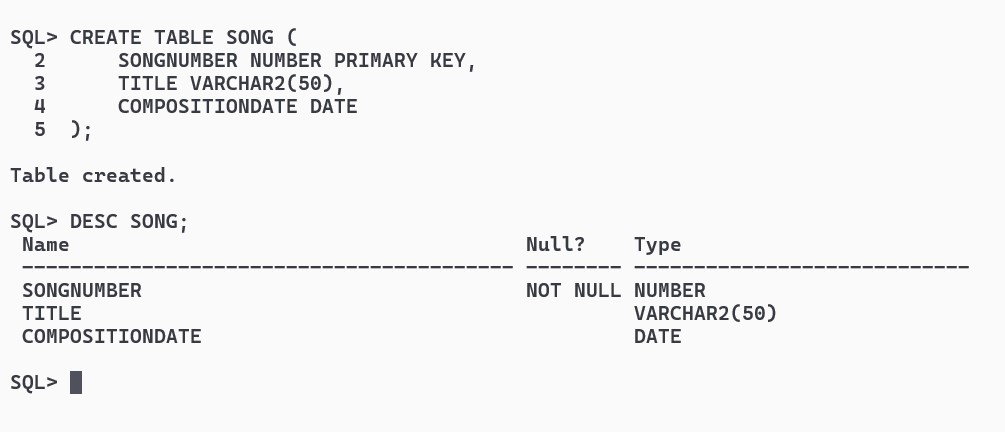 SQL> CREATE TABLE SONG (
  2      SONGNUMBER NUMBER PRIMARY KEY,
  3      TITLE VARCHAR2(50),
  4      COMPOSITIONDATE DATE
  5  );
Table created.
SQL> DESC SONG;
 Name                                      Null?    Type
 ----------------------------------------- -------- ----------------------------
 SONGNUMBER                                NOT NULL NUMBER
 TITLE                                              VARCHAR2(50)
 COMPOSITIONDATE                                    DATE
SQL>